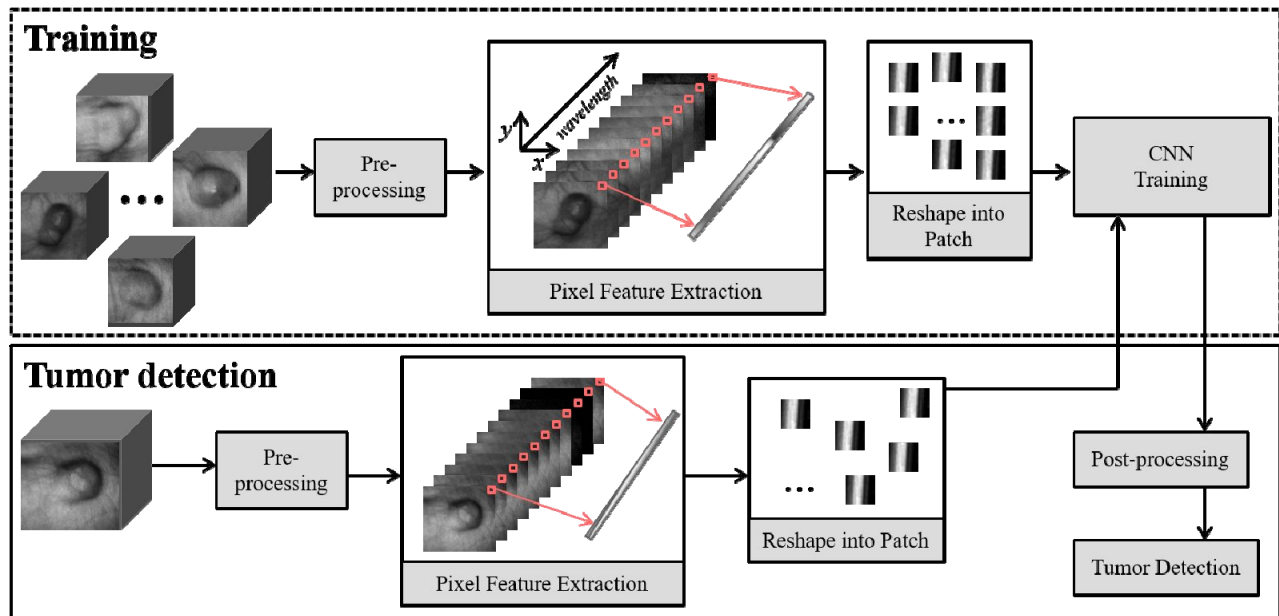 Training
Pre-
processing
y
x
wavelength
Pixel Feature Extraction
Reshape into
Patch
CNN
Training
Tumor detection
Pre-
processing
Pixel Feature Extraction
Reshape into Patch
Post-processing
Tumor Detection